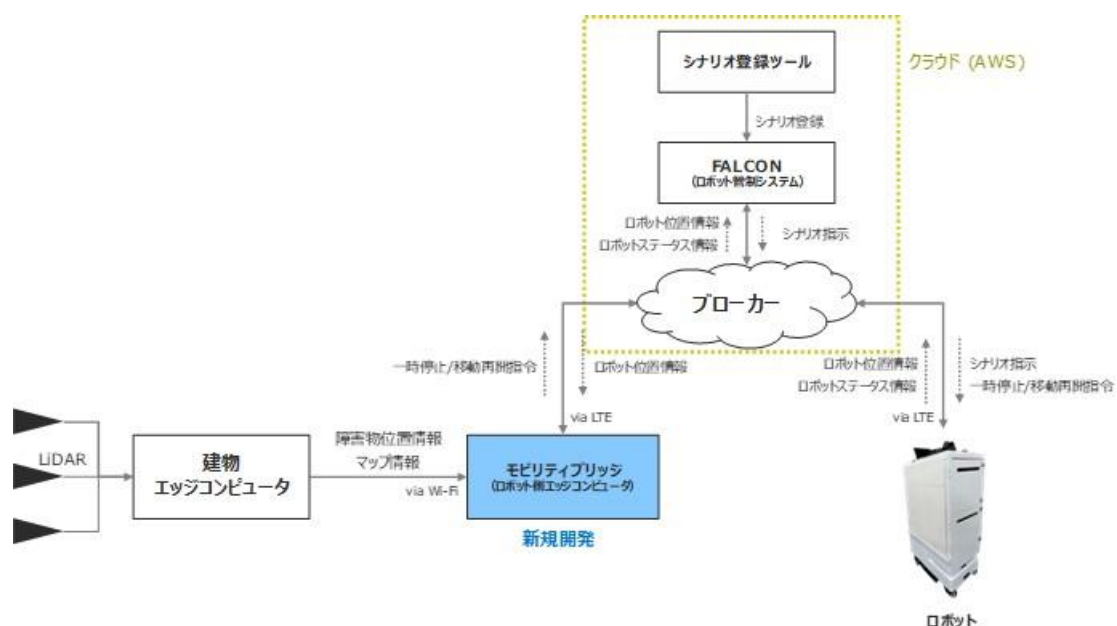 シナリオ登録ツール
クラウド (AWS)
シナリオ登録
FALCON
(ロボット管制システム)
ロボット位置情報
ロボットステータス情報
シナリオ指示
ブローカー
一時停止/移動再開指令
ロボット位置情報
via LTE
ロボット位置情報
ロボットステータス情報
シナリオ指示
一時停止/移動再開指令
via LTE
LiDAR
建物
エッジコンピュータ
障害物位置情報
マップ情報
via Wi-Fi
モビリティブリッジ
(ロボット側エッジコンピュータ)
新規開発
ロボット